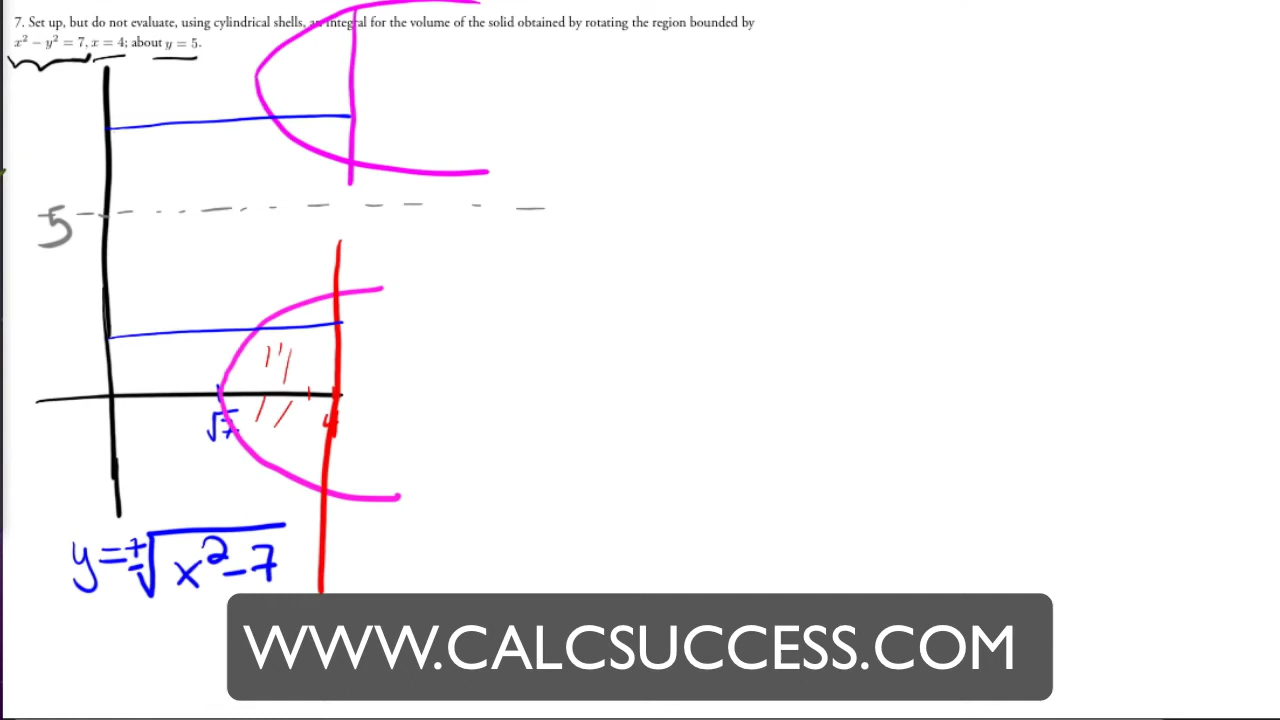 7. Set up, but do not evaluate, using cylindrical shells, an integral for the volume of the solid obtained by rotating the region bounded by
x² − y² = 7, x = 4; about y = 5.
5
√7 4
y=±√x²-7
WWW.CALCSUCCESS.COM